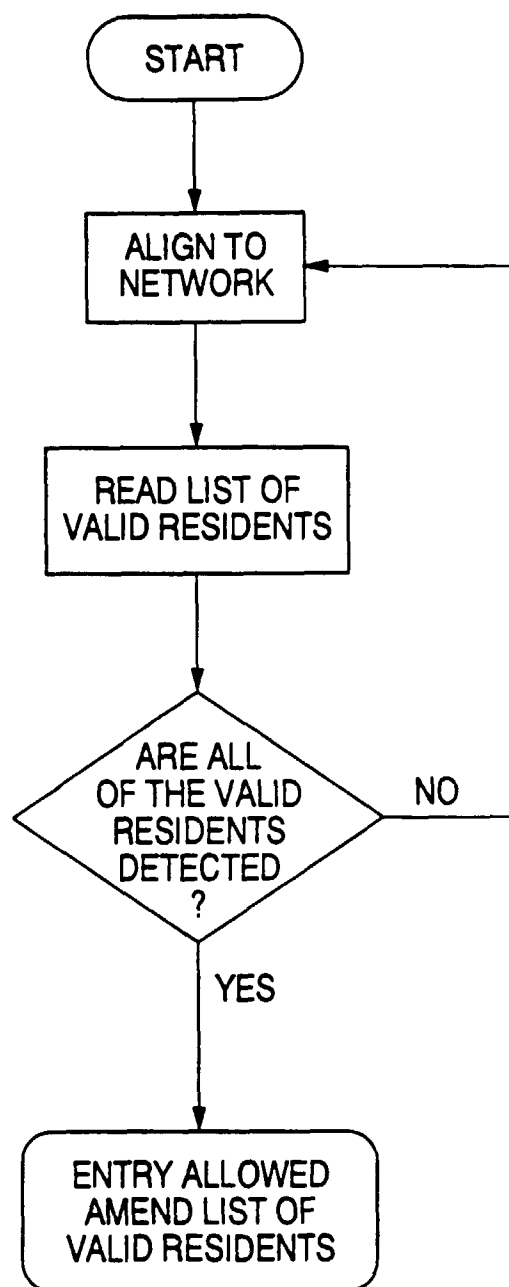 START
ALIGN TO
NETWORK
READ LIST OF
VALID RESIDENTS
ARE ALL
OF THE VALID
RESIDENTS
DETECTED
?
NO
YES
ENTRY ALLOWED
AMEND LIST OF
VALID RESIDENTS